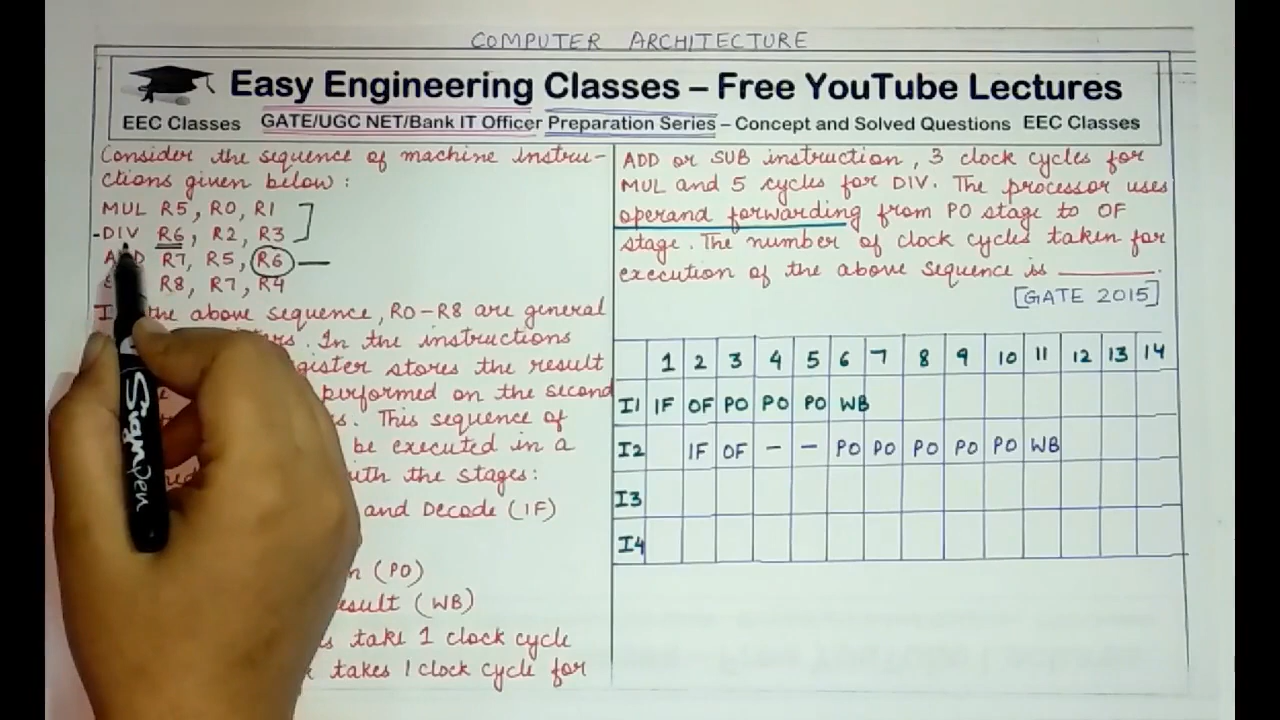 COMPUTER ARCHITECTURE
Easy Engineering Classes – Free YouTube Lectures
EEC Classes GATE/UGC NET/Bank IT Officer Preparation Series – Concept and Solved Questions EEC Classes
Consider the sequence of machine instru-
ctions given below:
MUL R5, R0, R1
DIV R6, R2, R3
R7, R5, R6
R8, R7, R4
the above sequence, R0-R8 are general
In the instructions
stores the result
performed on the second
This sequence of
be executed in a
the stages:
and Decode (IF)
(PO)
(WB)
take 1 clock cycle
takes 1 clock cycle for
ADD or SUB instruction, 3 clock cycles for
MUL and 5 cycles for DIV. The processor uses
operand forwarding from PO stage to OF
stage. The number of clock cycles taken for
execution of the above sequence is ________.
[GATE 2015]
1 2 3 4 5 6 7 8 9 10 11 12 13 14
I1 IF OF PO PO PO WB
I2 IF OF - - PO PO PO PO PO WB
I3
I4
Sign Pen